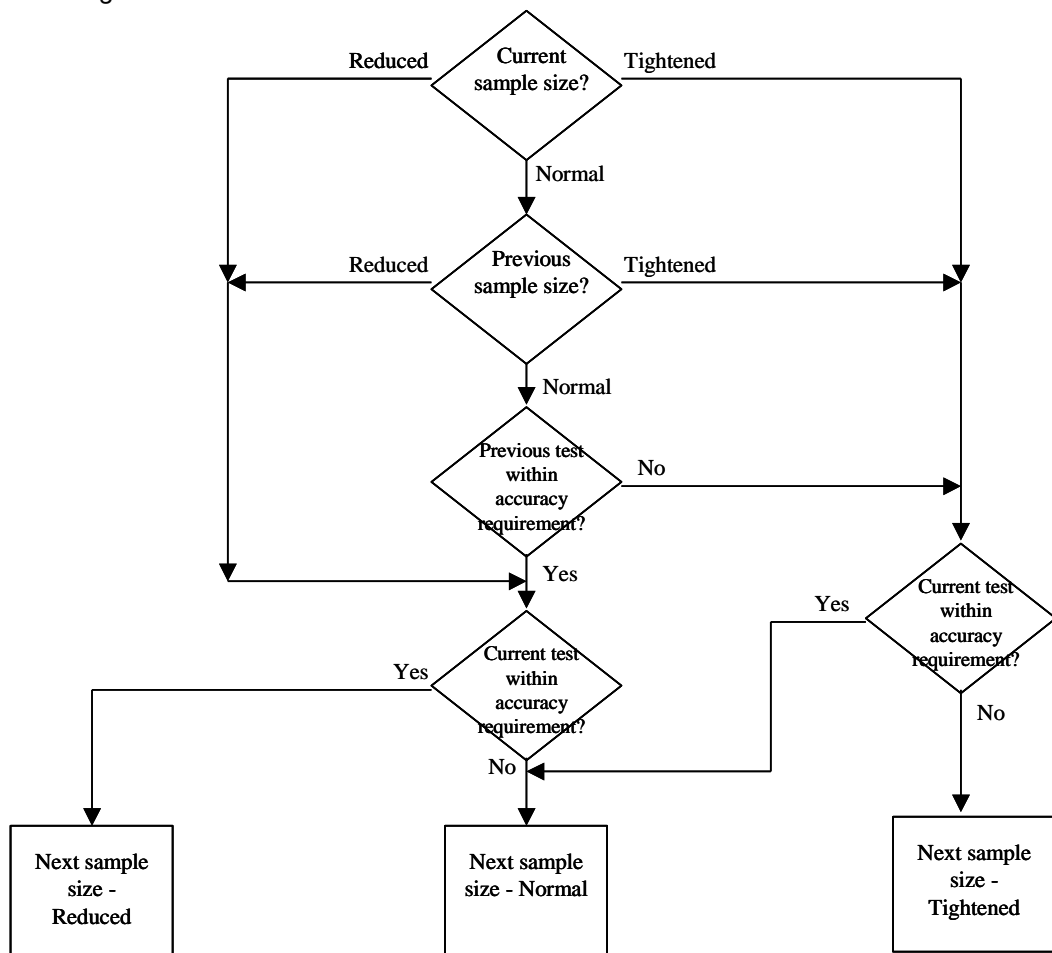 Reduced
Current
sample size?
Tightened
Normal
Reduced
Previous
sample size?
Tightened
Normal
Previous test
within
accuracy
requirement?
No
Yes
Current test
within
accuracy
requirement?
Yes
No
Yes
Current test
within
accuracy
requirement?
No
Next sample
size -
Reduced
Next sample
size - Normal
Next sample
size -
Tightened